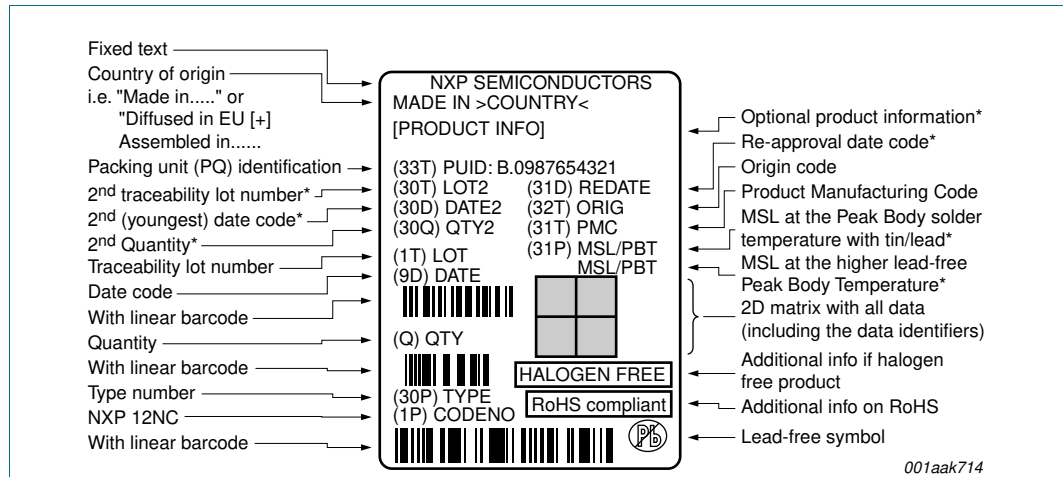 Fixed text
Country of origin
i.e. "Made in....." or
"Diffused in EU [+]
Assembled in......
Packing unit (PQ) identification
2nd traceability lot number*
2nd (youngest) date code*
2nd Quantity*
Traceability lot number
Date code
With linear barcode
Quantity
With linear barcode
Type number
NXP 12NC
With linear barcode
NXP SEMICONDUCTORS
MADE IN >COUNTRY<
[PRODUCT INFO]
(33T) PUID: B.0987654321
(30T) LOT2 (31D) REDATE
(30D) DATE2 (32T) ORIG
(30Q) QTY2 (31T) PMC
(31P) MSL/PBT
(1T) LOT MSL/PBT
(9D) DATE
(Q) QTY
HALOGEN FREE
(30P) TYPE
(1P) CODENO
RoHS compliant
Pb
Optional product information*
Re-approval date code*
Origin code
Product Manufacturing Code
MSL at the Peak Body solder
temperature with tin/lead*
MSL at the higher lead-free
Peak Body Temperature*
2D matrix with all data
(including the data identifiers)
Additional info if halogen
free product
Additional info on RoHS
Lead-free symbol
001aak714